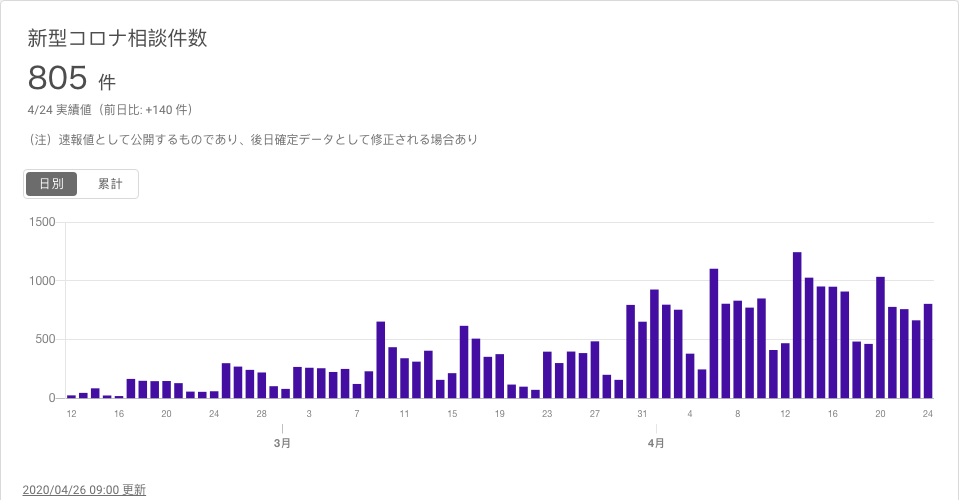 新型コロナ相談件数
805 件
4/24 実績値（前日比: +140 件）
（注）速報値として公開するものであり、後日確定データとして修正される場合あり
日別 累計
1500
1000
500
0
12 16 20 24 28 3 7 11 15 19 23 27 31 4 8 12 16 20 24
3月 4月
2020/04/26 09:00 更新